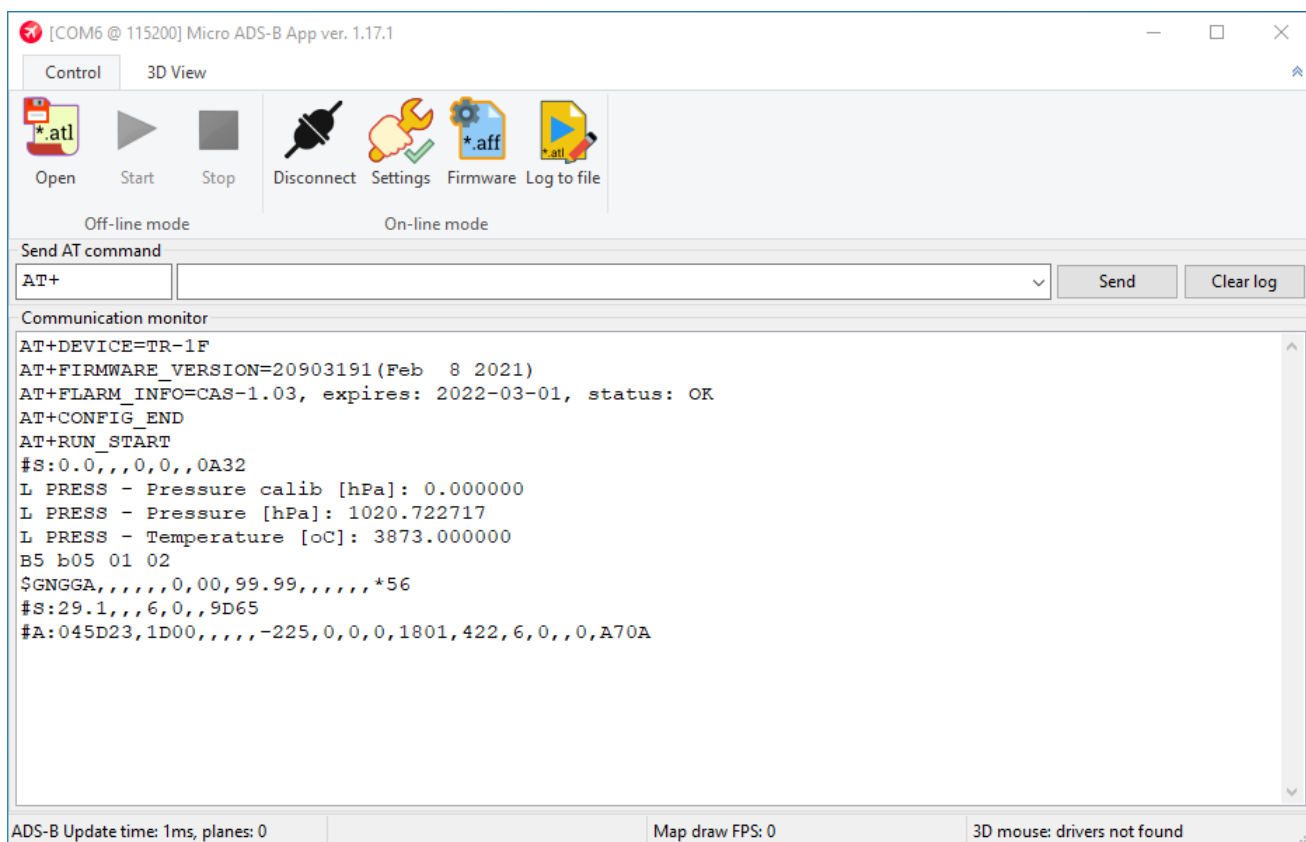 [COM6 @ 115200] Micro ADS-B App ver. 1.17.1
Control 3D View
*.atl *.aff *.atl
Open Start Stop Disconnect Settings Firmware Log to file
Off-line mode On-line mode
Send AT command
AT+ Send Clear log
Communication monitor
AT+DEVICE=TR-1F
AT+FIRMWARE_VERSION=20903191(Feb  8 2021)
AT+FLARM_INFO=CAS-1.03, expires: 2022-03-01, status: OK
AT+CONFIG_END
AT+RUN_START
#S:0.0,,,0,0,,0A32
L PRESS - Pressure calib [hPa]: 0.000000
L PRESS - Pressure [hPa]: 1020.722717
L PRESS - Temperature [oC]: 3873.000000
B5 b05 01 02
$GNGGA,,,,,,0,00,99.99,,,,,,*56
#S:29.1,,,6,0,,9D65
#A:045D23,1D00,,,,,-225,0,0,0,1801,422,6,0,,0,A70A
ADS-B Update time: 1ms, planes: 0 Map draw FPS: 0 3D mouse: drivers not found